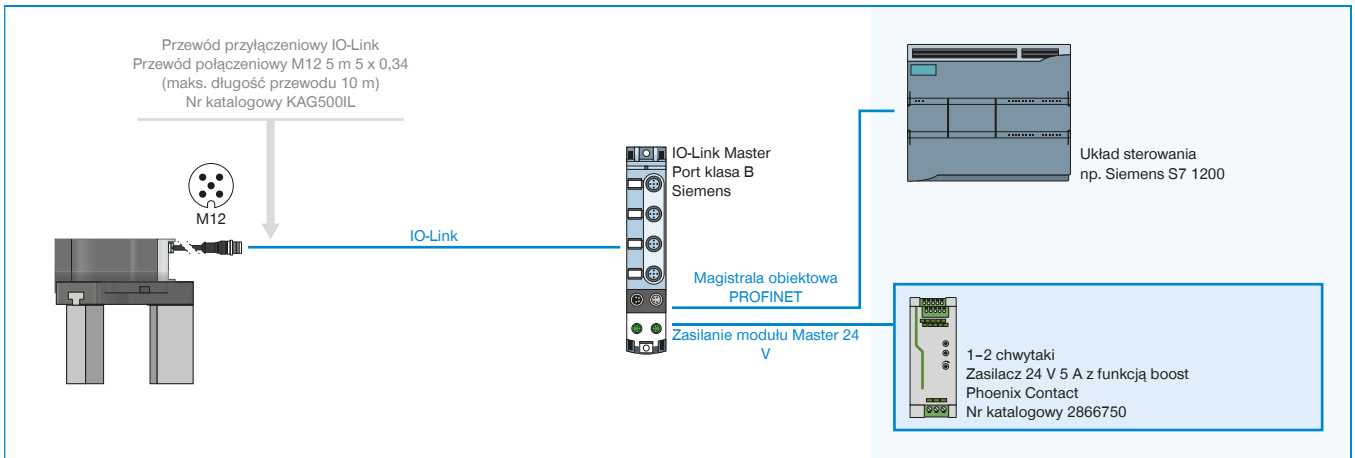 Przewód przyłączeniowy IO-Link
Przewód połączeniowy M12 5 m 5 x 0,34
(maks. długość przewodu 10 m)
Nr katalogowy KAG500IL
M12
IO-Link
IO-Link Master
Port klasa B
Siemens
Układ sterowania
np. Siemens S7 1200
Magistrala obiektowa
PROFINET
Zasilanie modułu Master 24
V
1–2 chwytaki
Zasilacz 24 V 5 A z funkcją boost
Phoenix Contact
Nr katalogowy 2866750